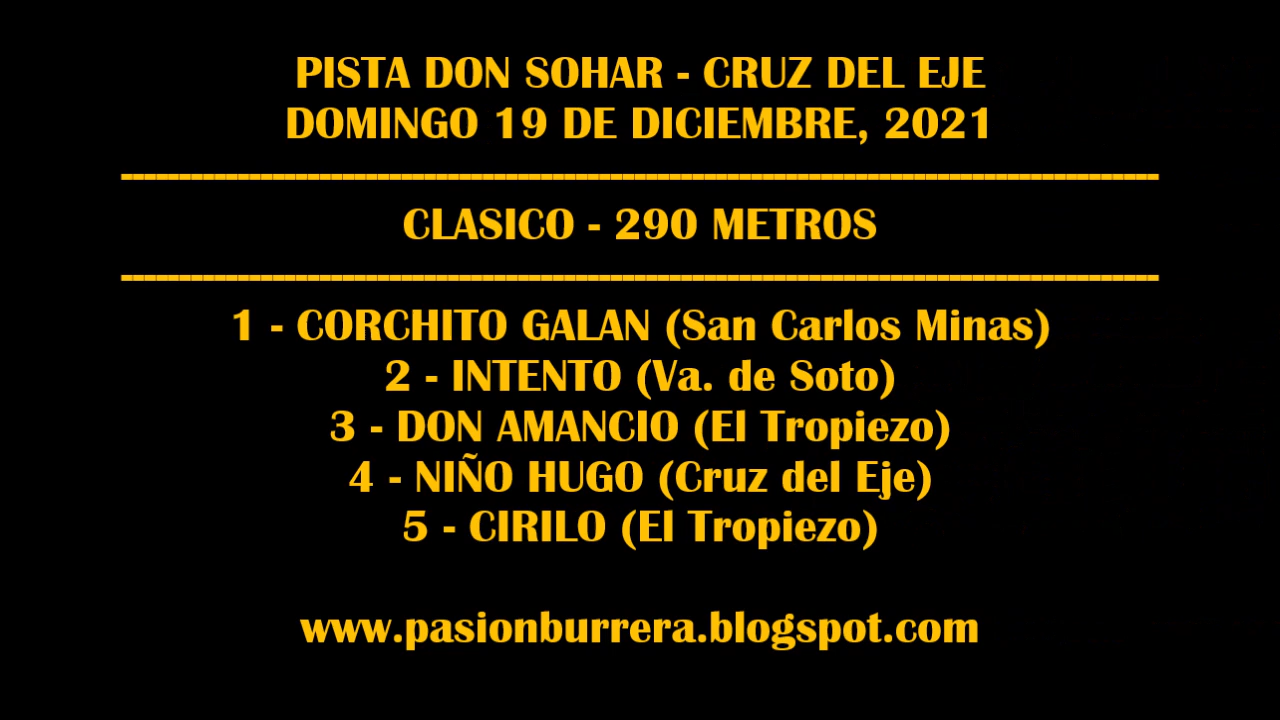 PISTA DON SOHAR - CRUZ DEL EJE
DOMINGO 19 DE DICIEMBRE, 2021
CLASICO - 290 METROS
1 - CORCHITO GALAN (San Carlos Minas)
2 - INTENTO (Va. de Soto)
3 - DON AMANCIO (El Tropiezo)
4 - NIÑO HUGO (Cruz del Eje)
5 - CIRILO (El Tropiezo)
www.pasionburrera.blogspot.com